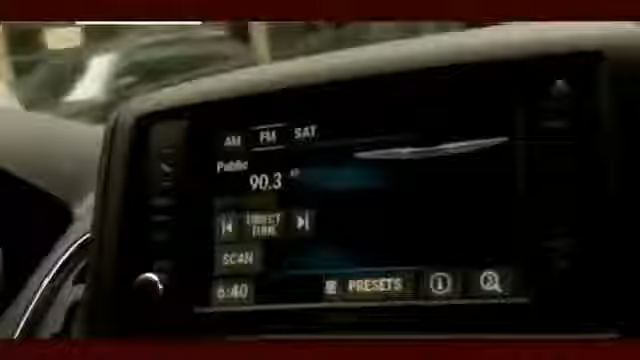 AM FM SAT
Public
90.3
DIRECT
TUNE
SCAN
6:40 PRESETS